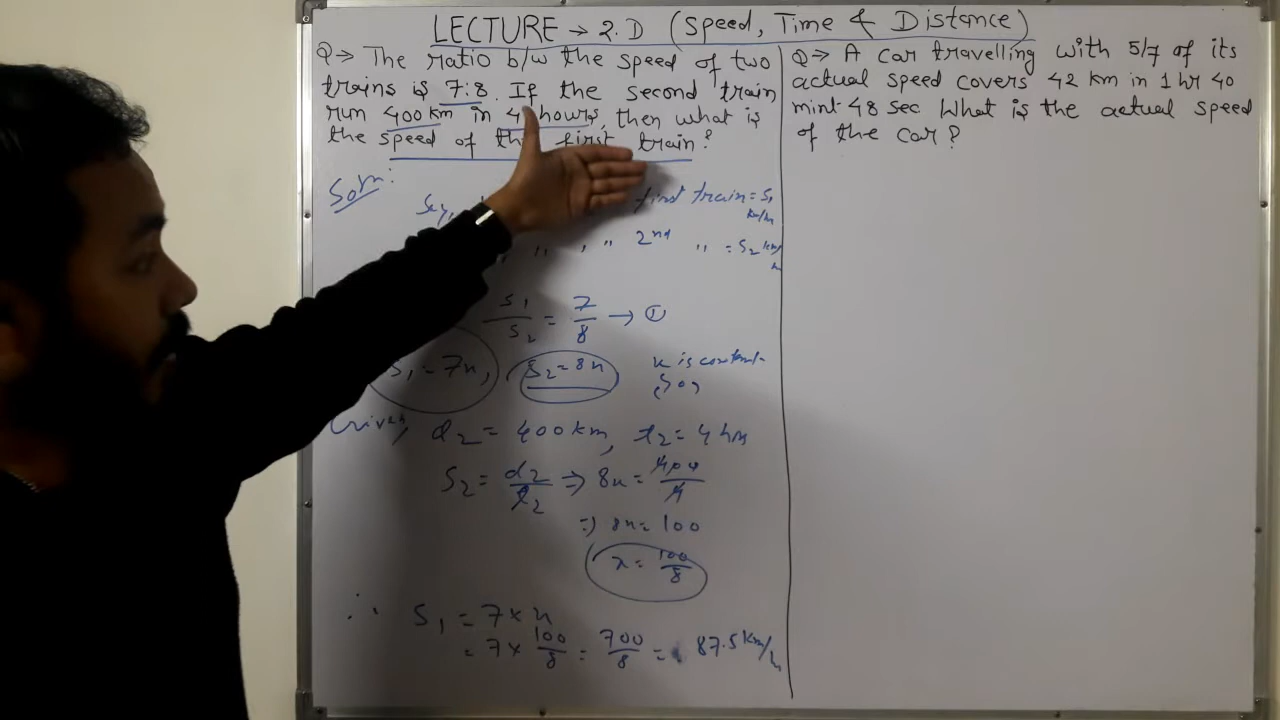 LECTURE → 2.D (Speed, Time & Distance)
Q → The ratio b/w the speed of two
trains is 7:8. If the second train
run 400 km in 4 hours, then what is
the speed of the first train?
Soln:
first train = S1
km/h
,, , ,, 2nd ,, = S2 km/
h
S1/S2 = 7/8 → ①
S1 = 7x, S2 = 8x x is constant
So,
Given, d2 = 400 km, t2 = 4 hrs
S2 = d2/t2 ⇒ 8x = 400/4
⇒ 8x = 100
x = 100/8
∴ S1 = 7 × x
= 7 × 100/8 = 700/8 = 87.5 km/h
Q → A car travelling with 5/7 of its
actual speed covers 42 km in 1 hr 40
mint 48 sec What is the actual speed
of the car?